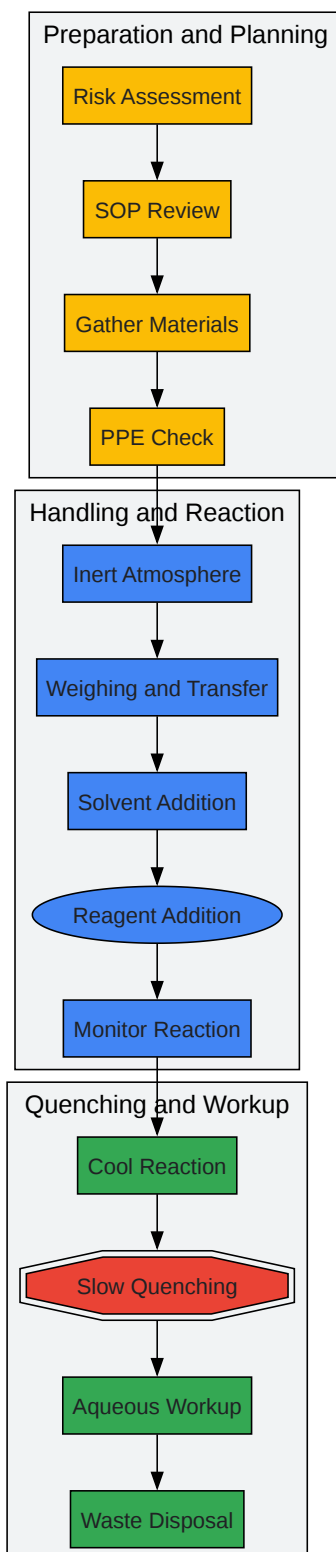 Preparation and Planning
Risk Assessment
SOP Review
Gather Materials
PPE Check
Handling and Reaction
Inert Atmosphere
Weighing and Transfer
Solvent Addition
Reagent Addition
Monitor Reaction
Quenching and Workup
Cool Reaction
Slow Quenching
Aqueous Workup
Waste Disposal